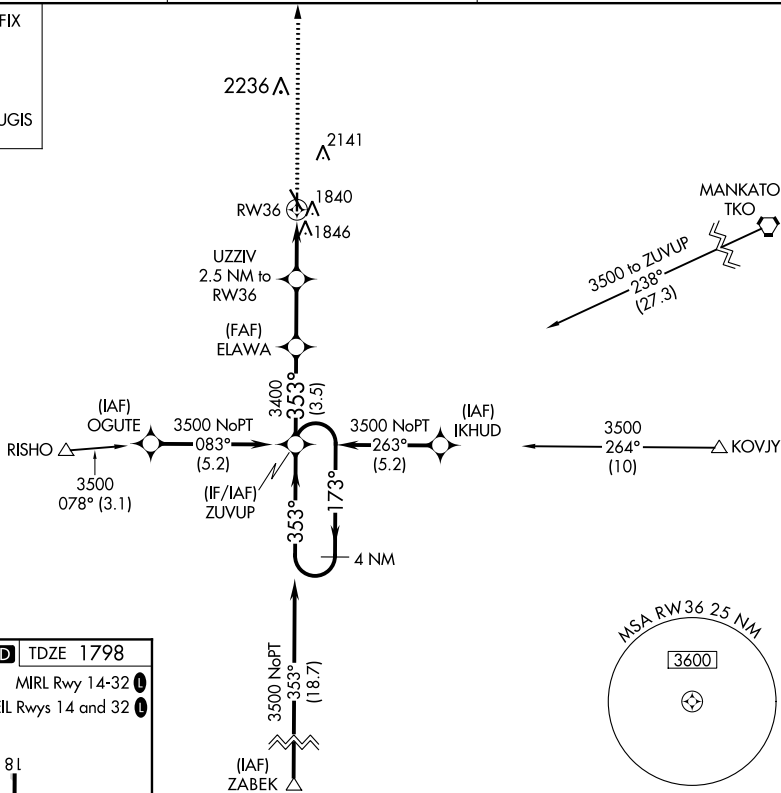 FIX
UGIS
2236
2141
1840
RW36
1846
MANKATO
TKO
UZZIV
2.5 NM to
RW36
3500 to ZUVUP
238°
(27.3)
(FAF)
ELAWA
3400
353°
(3.5)
(IAF)
OGUTE
3500 NoPT
083°
(5.2)
3500 NoPT
263°
(5.2)
(IAF)
IKHUD
3500
264°
(10)
KOVJY
RISHO
3500
078° (3.1)
(IF/IAF)
ZUVUP
353°
173°
4 NM
3500 NoPT
353°
(18.7)
(IAF)
ZABEK
MSA RW36 25 NM
3600
D TDZE 1798
MIRL Rwy 14-32 L
EIL Rwys 14 and 32 L
18